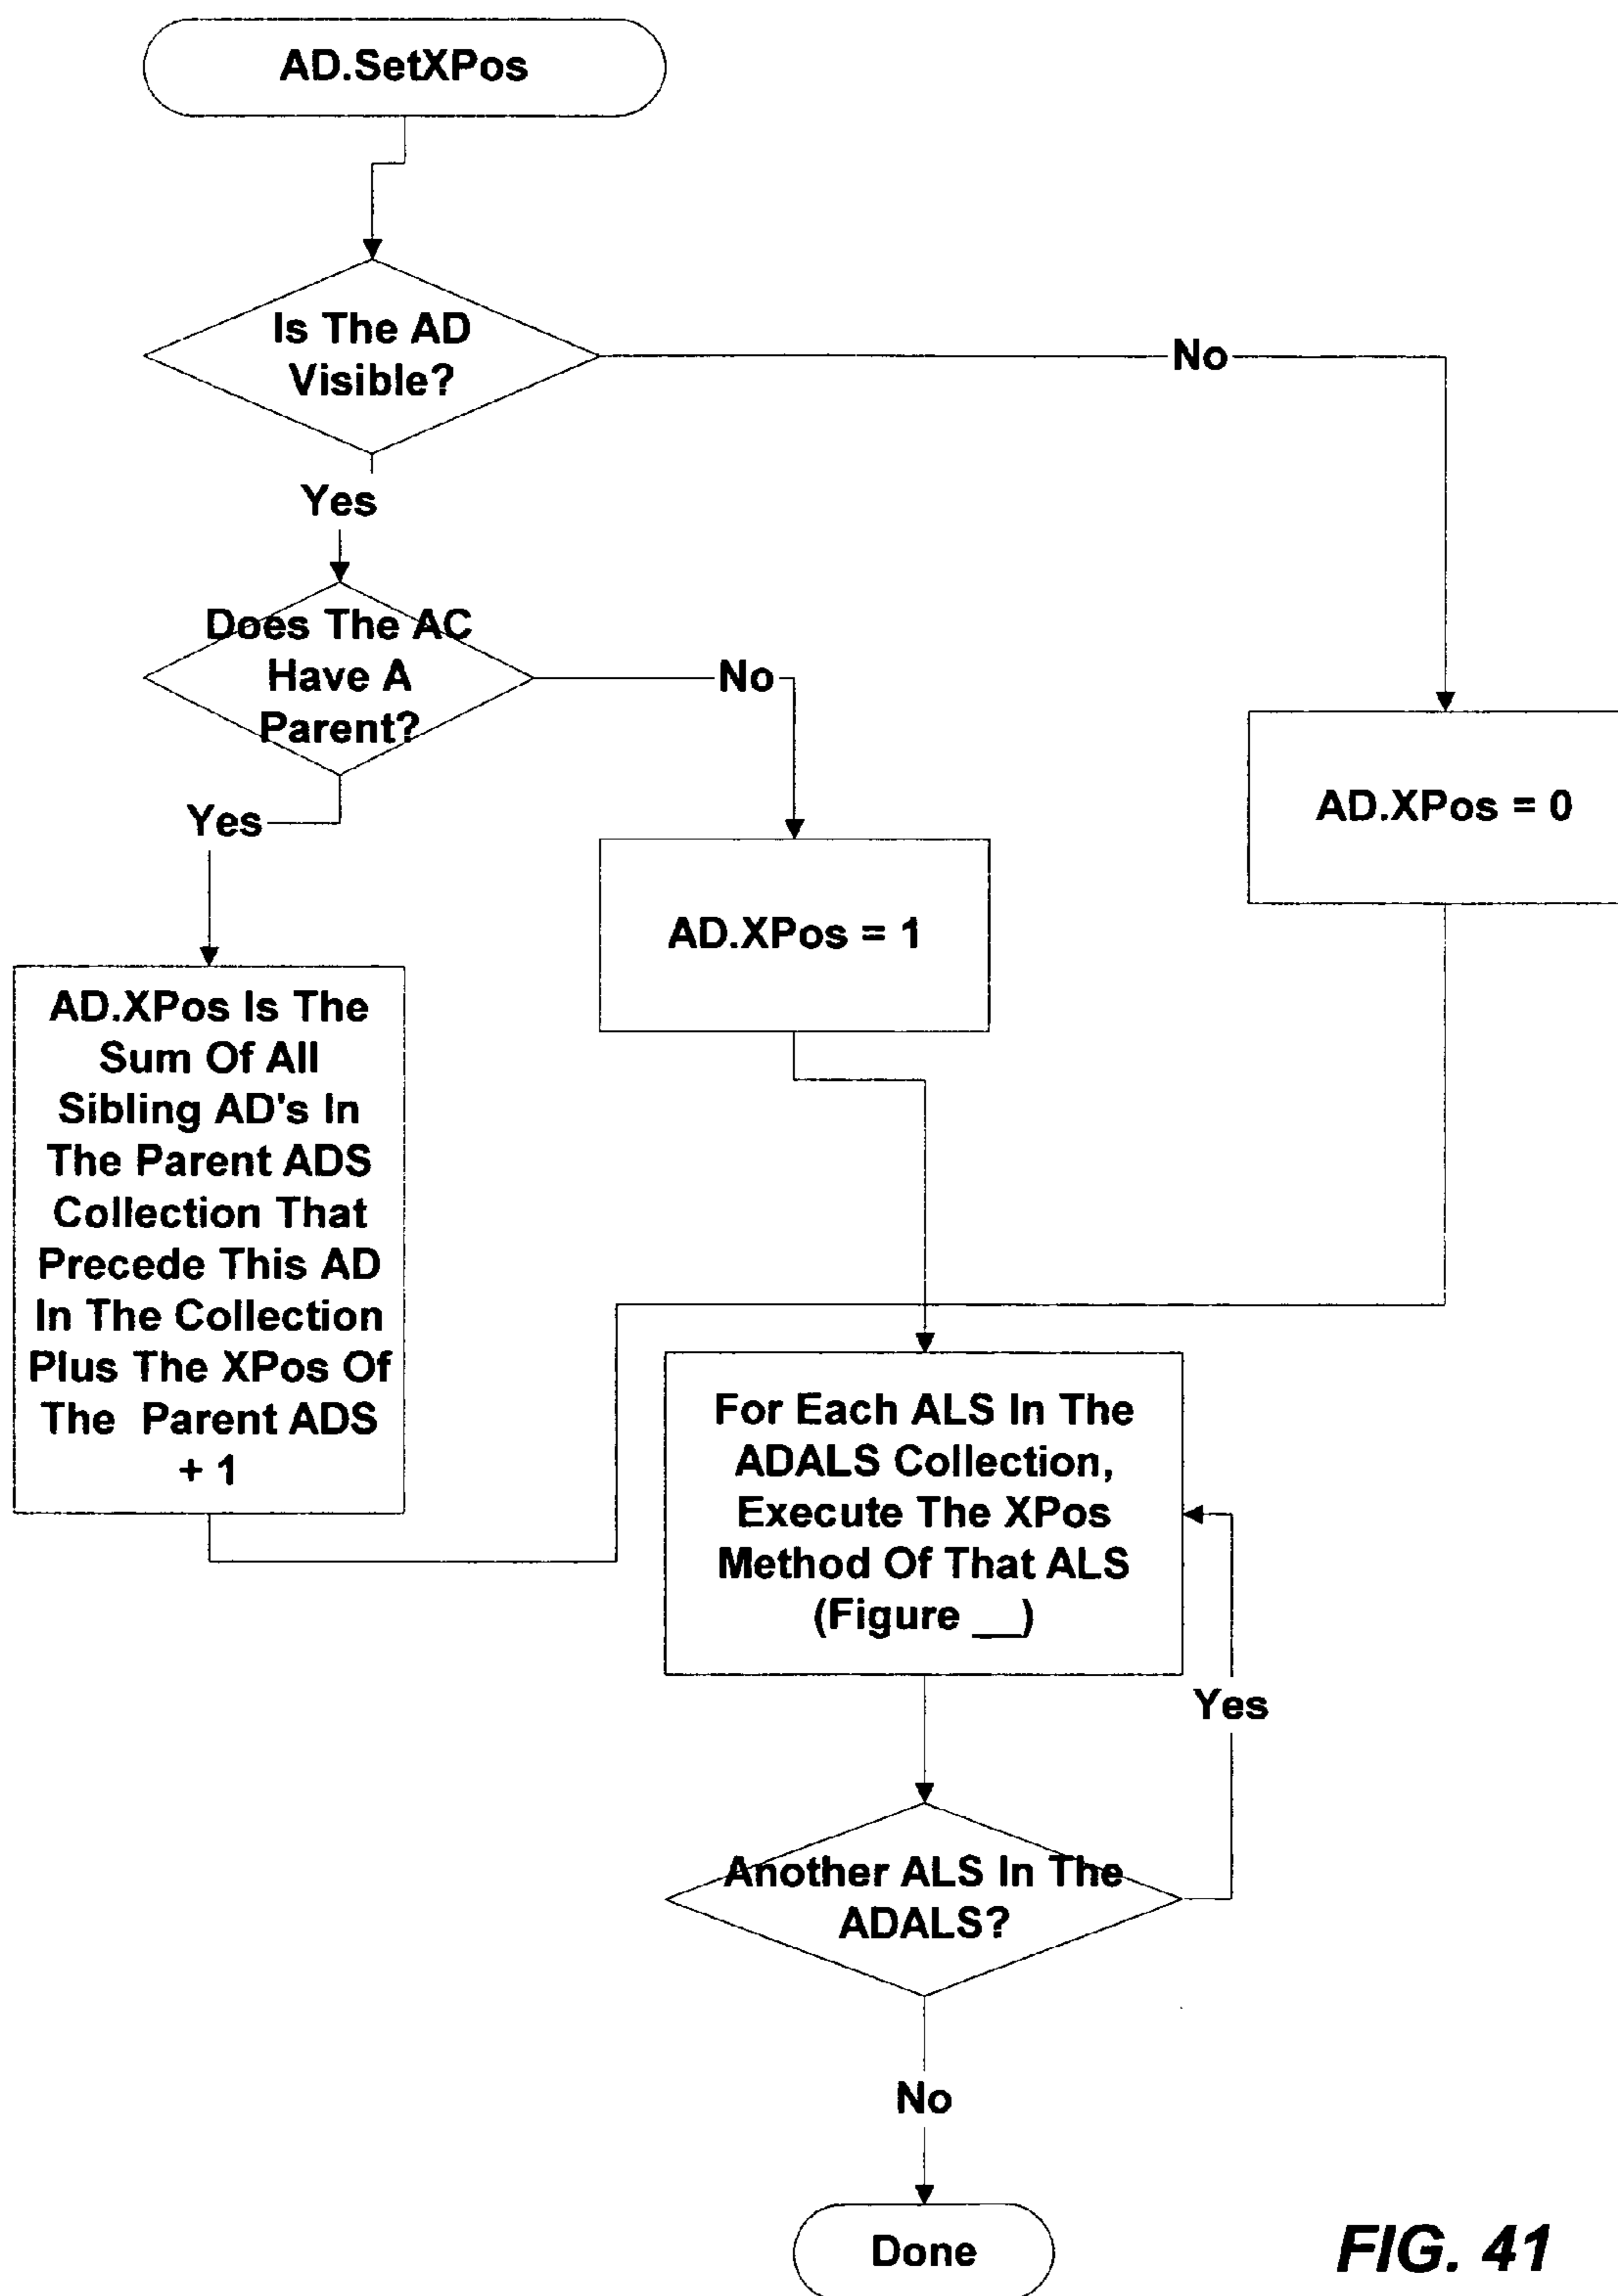 AD.SetXPos
Is The AD
Visible?
No
Yes
Does The AC
Have A
Parent?
No
Yes
AD.XPos = 0
AD.XPos = 1
AD.XPos Is The
Sum Of All
Sibling AD's In
The Parent ADS
Collection That
Precede This AD
In The Collection
Plus The XPos Of
The Parent ADS
+ 1
For Each ALS In The
ADALS Collection,
Execute The XPos
Method Of That ALS
(Figure __)
Yes
Another ALS In The
ADALS?
No
Done
FIG. 41